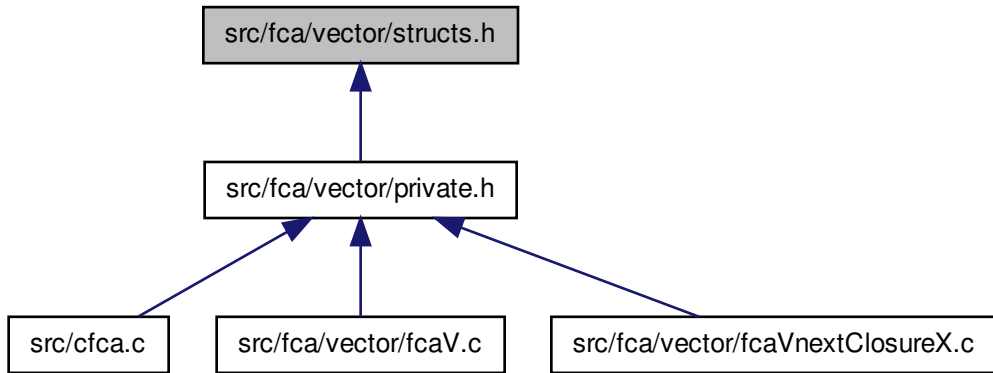 src/fca/vector/structs.h
src/fca/vector/private.h
src/cfca.c
src/fca/vector/fcaV.c
src/fca/vector/fcaVnextClosureX.c